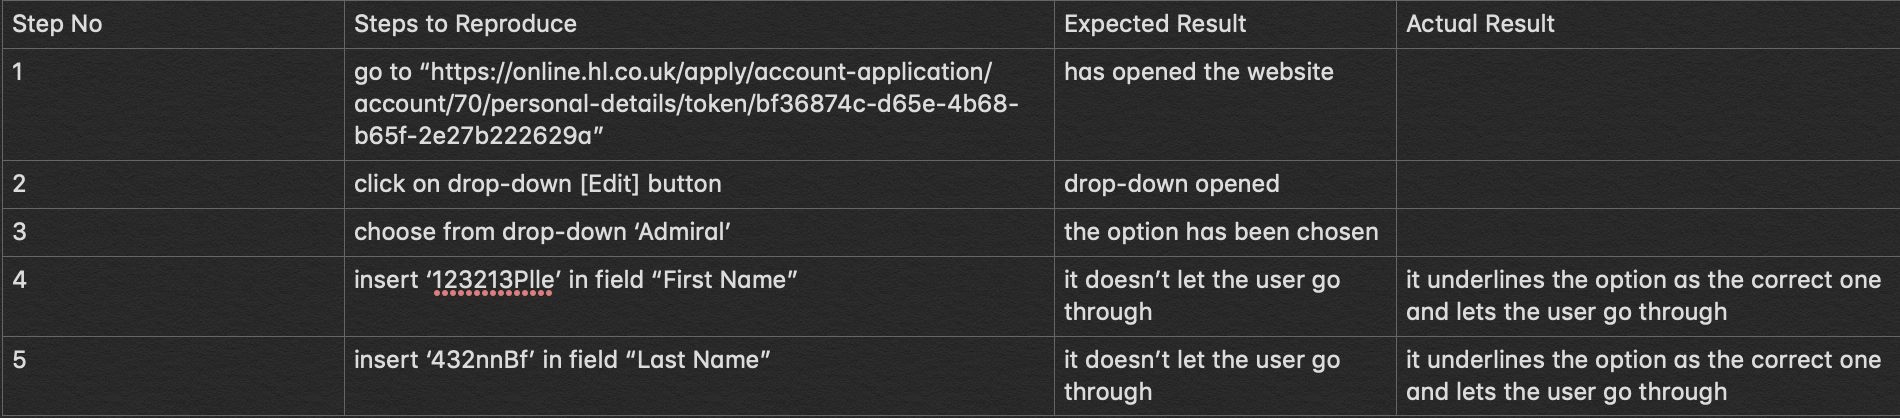 Step No
Steps to Reproduce
Expected Result
Actual Result
1
go to “https://online.hl.co.uk/apply/account-application/
account/70/personal-details/token/bf36874c-d65e-4b68-
b65f-2e27b222629a”
has opened the website
2
click on drop-down [Edit] button
drop-down opened
3
choose from drop-down ‘Admiral’
the option has been chosen
4
insert ‘123213Plle’ in field “First Name”
it doesn’t let the user go
through
it underlines the option as the correct one
and lets the user go through
5
insert ‘432nnBf’ in field “Last Name”
it doesn’t let the user go
through
it underlines the option as the correct one
and lets the user go through